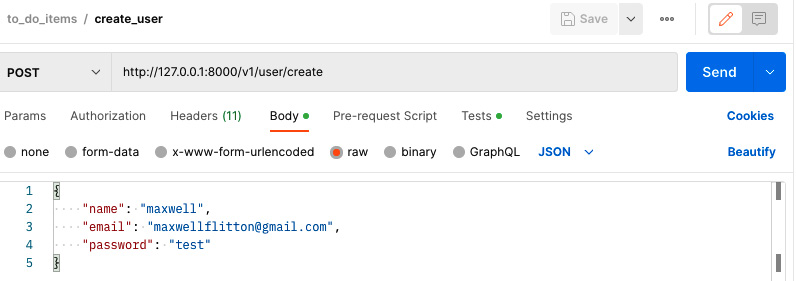 to_do_items / create_user
Save
POST http://127.0.0.1:8000/v1/user/create Send
Params Authorization Headers (11) Body Pre-request Script Tests Settings Cookies
none form-data x-www-form-urlencoded raw binary GraphQL JSON Beautify
1 {
2 "name": "maxwell",
3 "email": "maxwellflitton@gmail.com",
4 "password": "test"
5 }